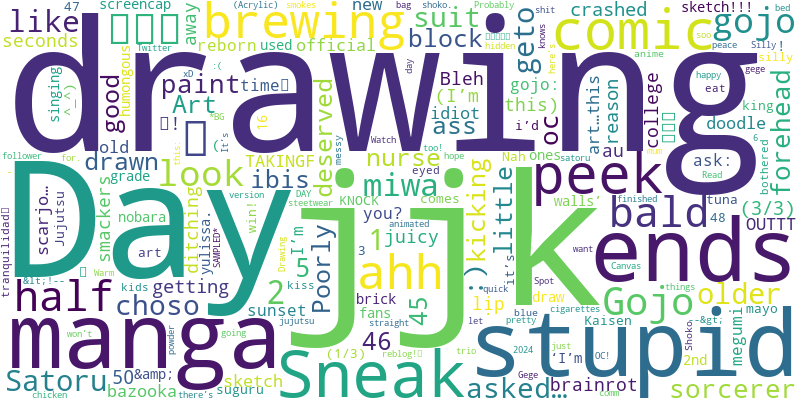 47 screencap (Acrylic) smokes bag shoko. Probably
like away brewing suit new official crashed sketch!!! bed
seconds reborn used block geto comic gojo
drawing
singing ^_^) humongous good paint time Bleh (I'm this) oc i'd
Art deserved idiot ass art…this reason college doodle king
old drawn look TAKINGF nurse Nah ones au ask: forehead
follower grade ibis eyed kicking satoru bothered
Day jjk peek
scarjo… Jujutsu smackers nobara ditching yulissa. win! KNOCK miwa comes little walls' bald tuna (3/3)
art version DAY you? juicy :) it's finished 48 OUTTT
tranquilidad SAMPLED* streetwear I'm Poorly 1 ahh ends
&lt;!-- Warm 5 animated 3 want Canvas things
half kids getting 2 kiss brick 45 lip quick Spot Gojo older --&gt;
choso sunset fans draw blue cigarettes megumi mayo
manga 46 straight let pretty Kaisen Shoko
stupid
powder going jujutsu (1/3) reblog! trio 2024 just 'I'm OC! 2nd
Satoru 50 &amp; sketch Sneak asked… Gege brainrot
bazooka suguru sorcerer
chicken there's comm
won't Drawing Twitter xD :( *BG 16 it's messy Watch too! hope day
hidden knows shit here's anime soo peace happy eat Silly! silly gege
Read 6 mum this: for.